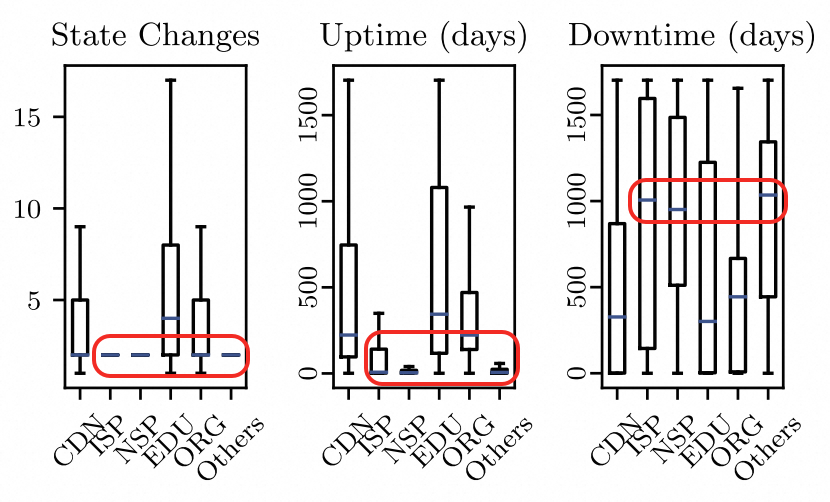 State Changes
15
10
5
CDN
ISP
NSP
EDU
ORG
Others
Uptime (days)
1500
1000
500
0
CDN
ISP
NSP
EDU
ORG
Others
Downtime (days)
1500
1000
500
0
CDN
ISP
NSP
EDU
ORG
Others